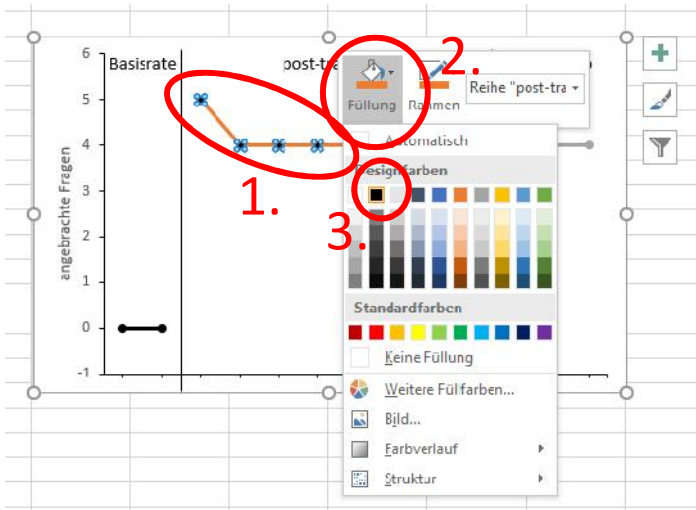 6
Basisrate
post-tra
2.
Füllung
Rahmen
Reihe "post-tra
5
4
3
2
1
0
-1
angebrachte Fragen
1.
Automatisch
Designfarben
3.
Standardfarben
Keine Füllung
Weitere Füllfarben...
Bild...
Farbverlauf
Struktur